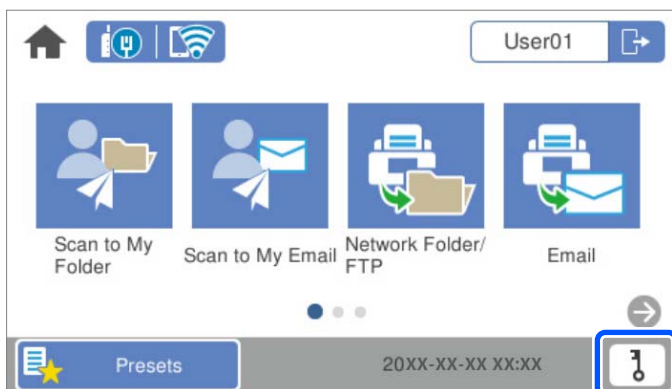 User01
Scan to My
Folder
Scan to My Email
Network Folder/
FTP
Email
Presets
20XX-XX-XX XX:XX